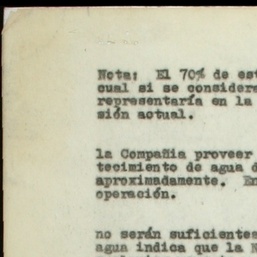 Nota: El 70% de est
cual si se considera
representaría en la
sión actual.
la Compañia proveer
tecimiento de agua d
aproximadamente. En
operación.
no serán suficientes
agua indica que la N